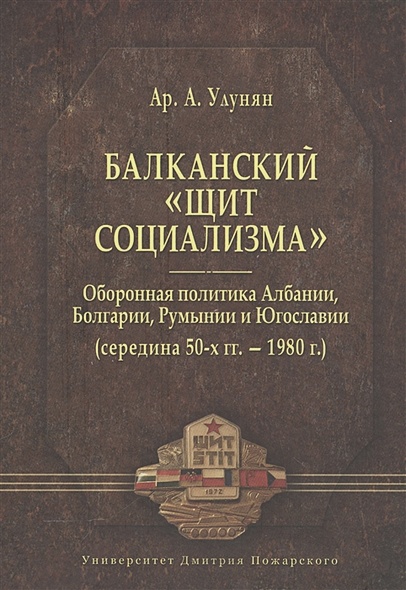 Ар. А. Улунян
БАЛКАНСКИЙ
«ЩИТ
СОЦИАЛИЗМА»
Оборонная политика Албании,
Болгарии, Румынии и Югославии
(середина 50-х гг. – 1980 г.)
ЩИТ
STIT
1972
Университет Дмитрия Пожарского